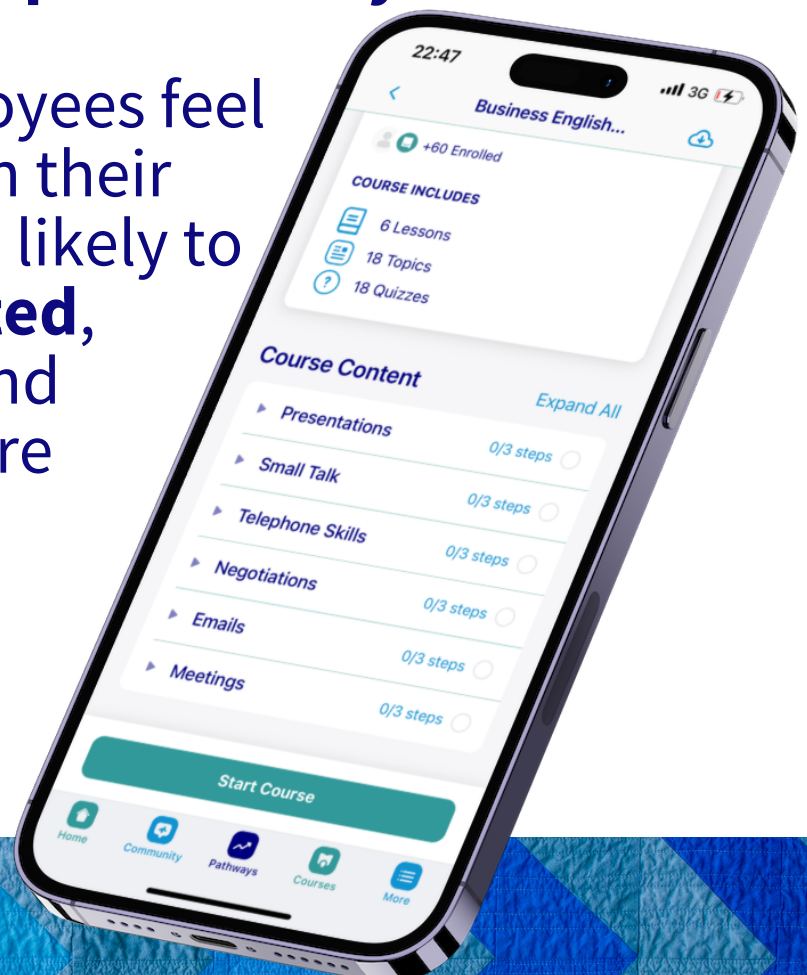 oyees feel
their
likely to
ted,
nd
re
22:47
3G
Business English...
+60 Enrolled
COURSE INCLUDES
6 Lessons
18 Topics
18 Quizzes
Course Content
Expand All
Presentations 0/3 steps
Small Talk 0/3 steps
Telephone Skills 0/3 steps
Negotiations 0/3 steps
Emails 0/3 steps
Meetings 0/3 steps
Start Course
Home Community Pathways Courses More